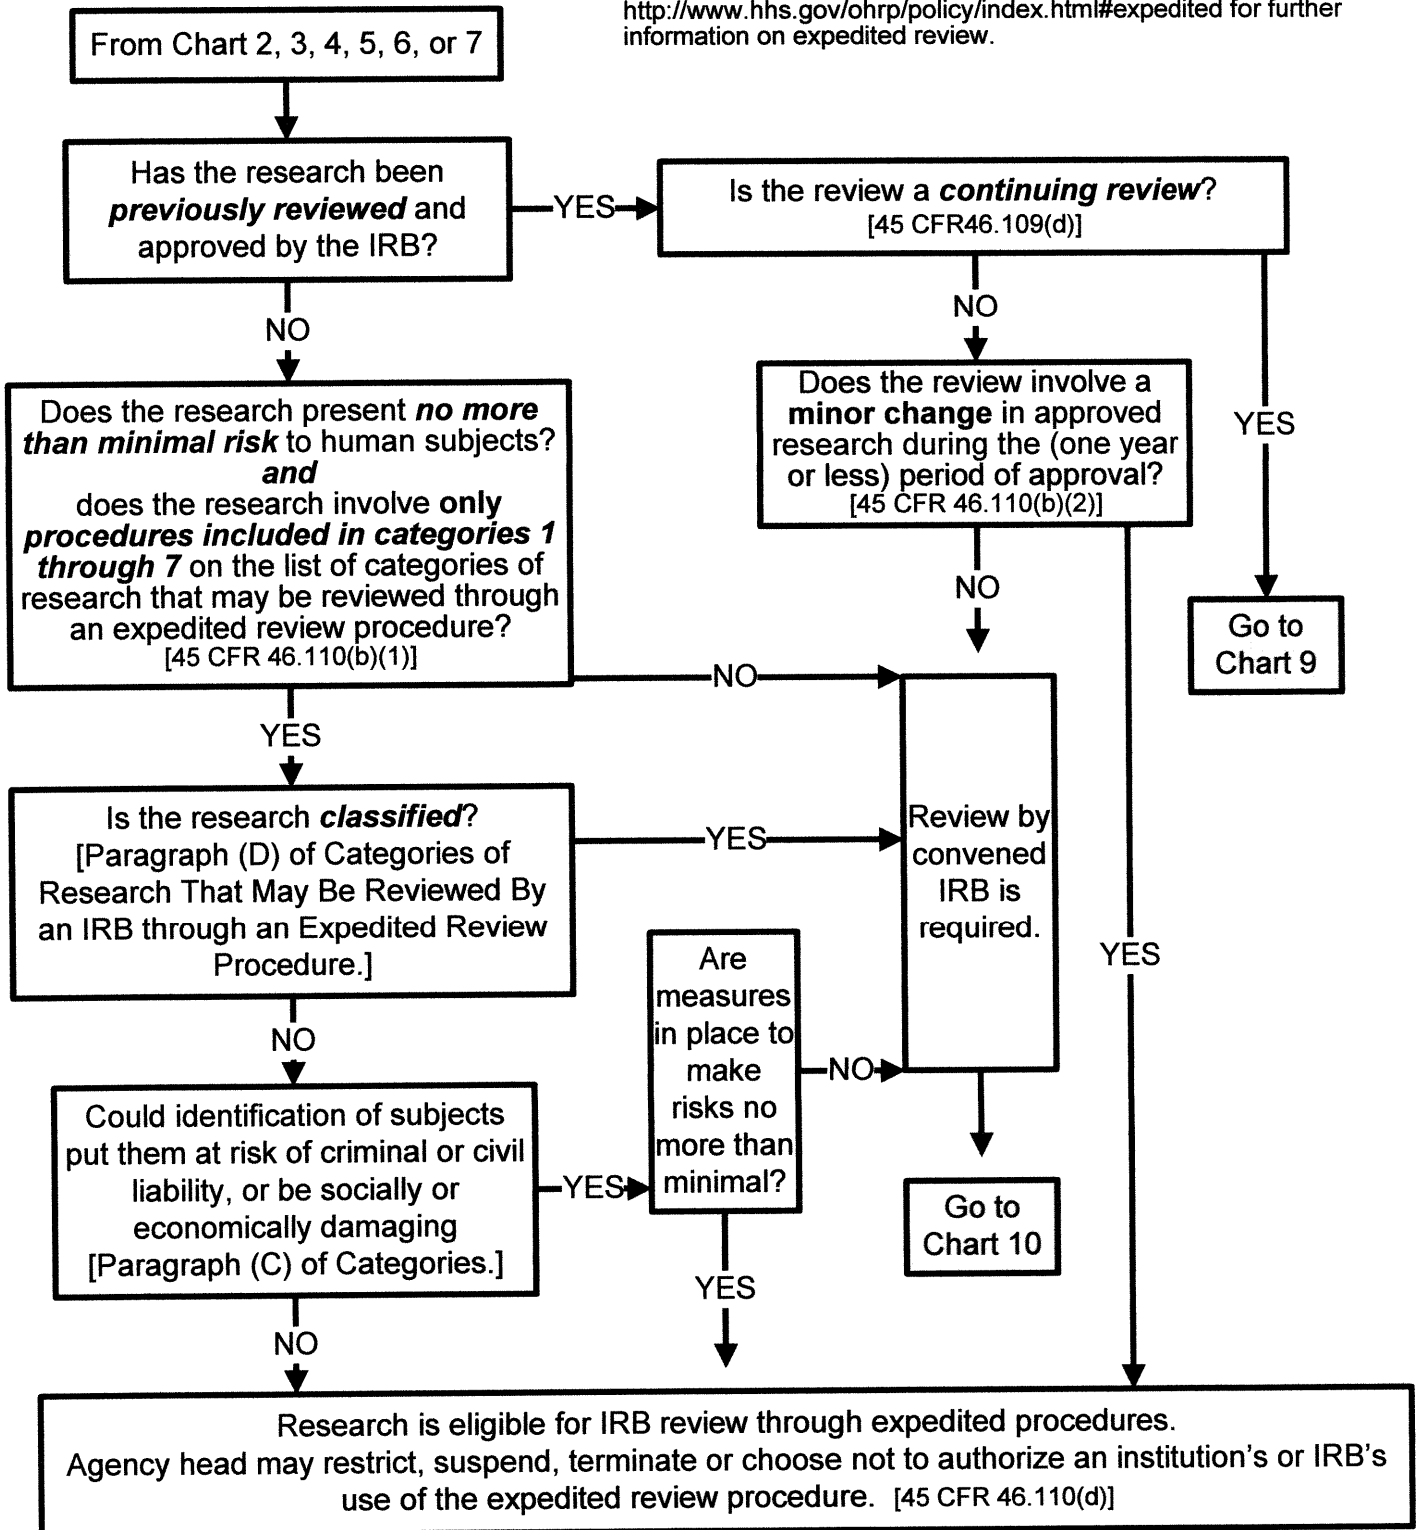 http://www.hhs.gov/ohrp/policy/index.html#expedited for further
information on expedited review.
From Chart 2, 3, 4, 5, 6, or 7
Has the research been
previously reviewed and
approved by the IRB?
YES
Is the review a continuing review?
[45 CFR46.109(d)]
NO
NO
YES
Does the research present no more
than minimal risk to human subjects?
and
does the research involve only
procedures included in categories 1
through 7 on the list of categories of
research that may be reviewed through
an expedited review procedure?
[45 CFR 46.110(b)(1)]
Does the review involve a
minor change in approved
research during the (one year
or less) period of approval?
[45 CFR 46.110(b)(2)]
NO
Go to
Chart 9
NO
YES
Is the research classified?
[Paragraph (D) of Categories of
Research That May Be Reviewed By
an IRB through an Expedited Review
Procedure.]
YES
Review by
convened
IRB is
required.
YES
NO
Are
measures
in place to
make
risks no
more than
minimal?
NO
Could identification of subjects
put them at risk of criminal or civil
liability, or be socially or
economically damaging
[Paragraph (C) of Categories.]
YES
Go to
Chart 10
YES
NO
Research is eligible for IRB review through expedited procedures.
Agency head may restrict, suspend, terminate or choose not to authorize an institution's or IRB's
use of the expedited review procedure. [45 CFR 46.110(d)]